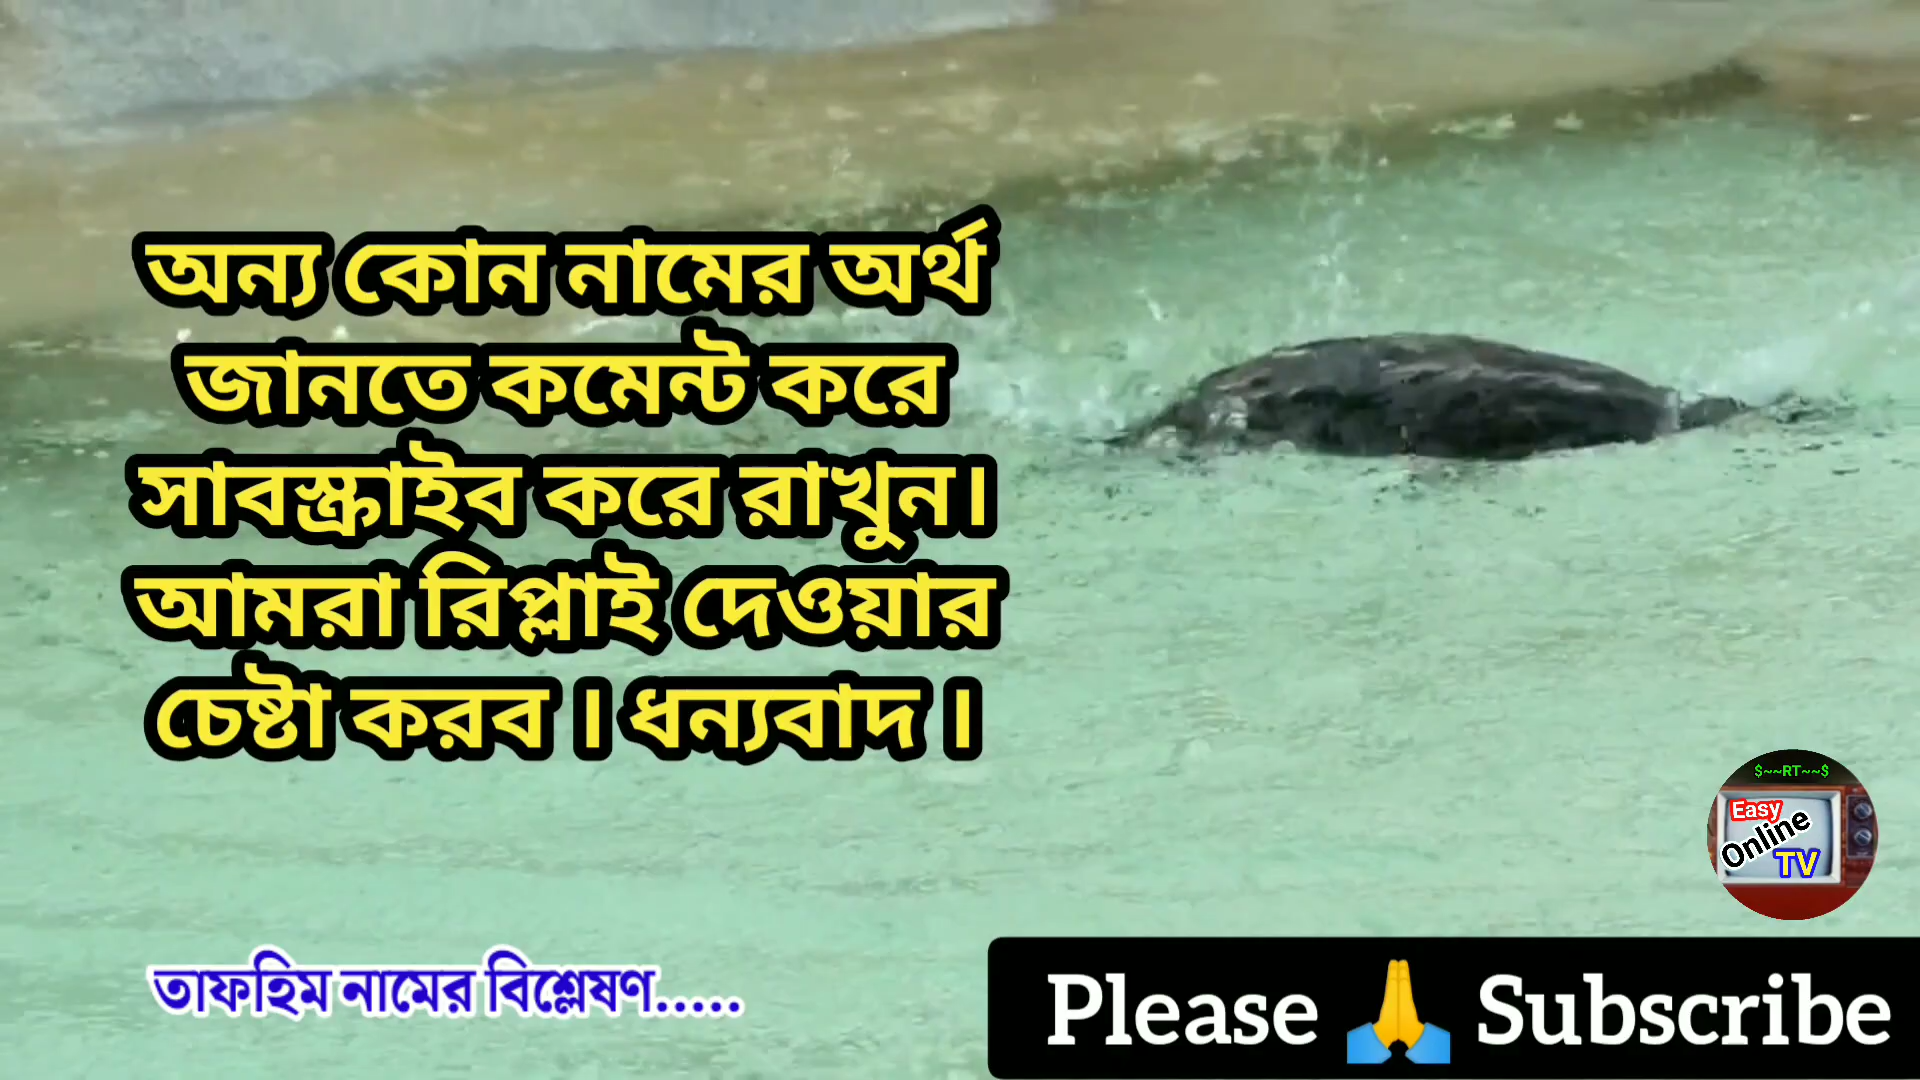 অন্য কোন নামের অর্থ
জানতে কমেন্ট করে
সাবস্ক্রাইব করে রাখুন।
আমরা রিপ্লাই দেওয়ার
চেষ্টা করব । ধন্যবাদ ।
$~~RT~~$
Easy
Online
TV
তাফহিম নামের বিশ্লেষণ.....
Please 🙏 Subscribe